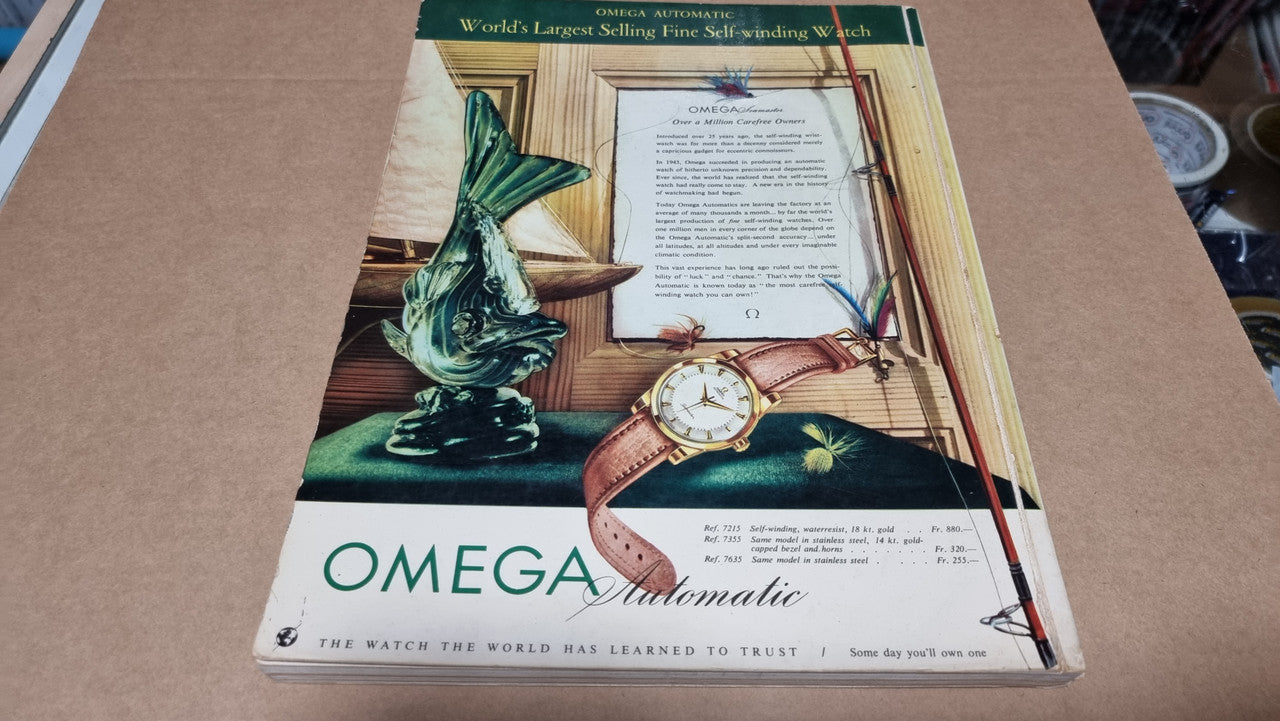 OMEGA AUTOMATIC
World's Largest Selling Fine Self-winding Watch
OMEGA Seamaster
Over a Million Carefree Owners
Introduced over 25 years ago, the self-winding wrist-
watch was for more than a decenny considered merely
a capricious gadget for eccentric connoisseurs.
In 1943, Omega succeeded in producing an automatic
watch of hitherto unknown precision and dependability.
Ever since, the world has realized that the self-winding
watch had really come to stay. A new era in the history
of watchmaking had begun.
Today Omega Automatics are leaving the factory at an
average of many thousands a month... by far the world's
largest production of fine self-winding watches. Over
one million men in every corner of the globe depend on
the Omega Automatic's split-second accuracy... under
all latitudes, at all altitudes and under every imaginable
climatic condition.
This vast experience has long ago ruled out the possi-
bility of "luck" and "chance." That's why the Omega
Automatic is known today as "the most carefree self-
winding watch you can own!"
Ω
Ref. 7215 Self-winding, waterresist, 18 kt. gold . . Fr. 880.—
Ref. 7355 Same model in stainless steel, 14 kt. gold-
capped bezel and horns . . . . . . . . Fr. 320.—
Ref. 7635 Same model in stainless steel . . . . . Fr. 255.—
OMEGA Automatic
THE WATCH THE WORLD HAS LEARNED TO TRUST / Some day you'll own one